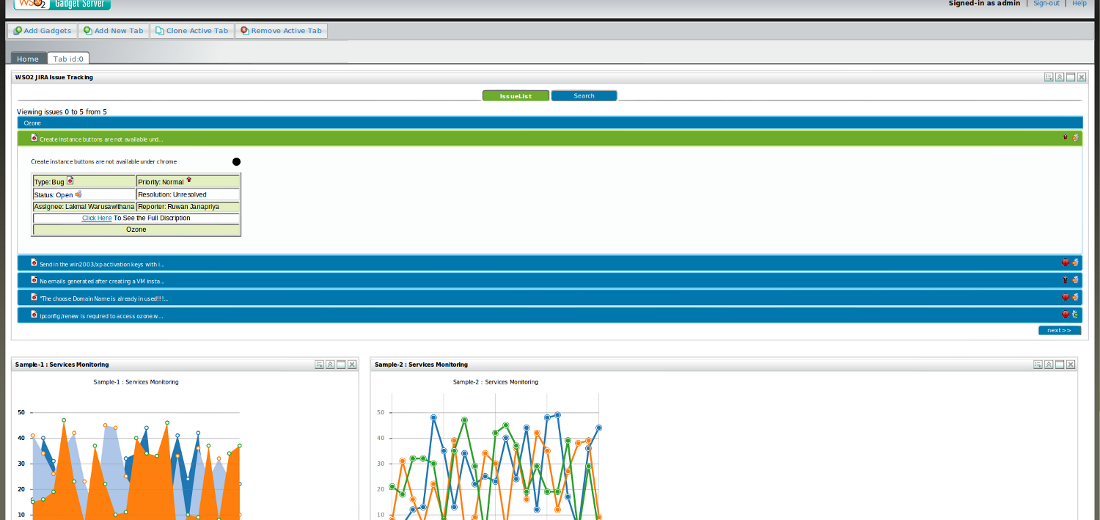 WSO2 Gadget Server
Signed-in as admin | Sign-out | Help
Add Gadgets Add New Tab Clone Active Tab Remove Active Tab
Home Tab id:0
WSO2 JIRA Issue Tracking
IssueList Search
Viewing issues 0 to 5 from 5
Ozone
Create instance buttons are not available und...
Create instance buttons are not available under chrome
Type: Bug Priority: Normal
Status: Open Resolution: Unresolved
Assignee: Lakmal Warusawithana Reporter: Ruwan Janapriya
Click Here To See the Full Discription
Ozone
Send in the win2003/xp activation keys with i...
No emails generated after creating a VM insta...
"The choose Domain Name is already in used!!!...
ipconfig/renew is required to access ozone.w...
next >>
Sample-1 : Services Monitoring Sample-2 : Services Monitoring
Sample-1 : Services Monitoring Sample-2 : Services Monitoring
50 50
40 40
30 30
20 20
10 10